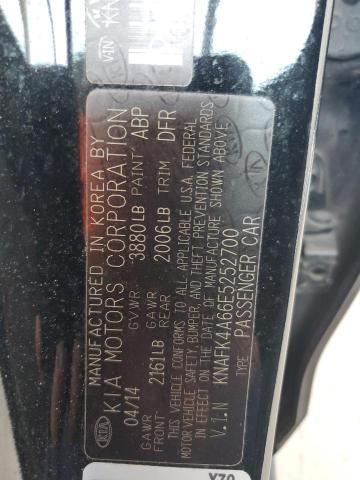 MANUFACTURED IN KOREA BY
KIA MOTORS CORPORATION
04/14 GVWR 3880LB PAINT ABP
GAWR FRONT 2161LB GAWR REAR 2006LB TRIM DFR
THIS VEHICLE CONFORMS TO ALL APPLICABLE U.S.A. FEDERAL
MOTOR VEHICLE SAFETY, BUMPER, AND THEFT PREVENTION STANDARDS
IN EFFECT ON THE DATE OF MANUFACTURE SHOWN ABOVE
V.I.N KNAFK4A66E5252700
TYPE PASSENGER CAR
KIA
VIN